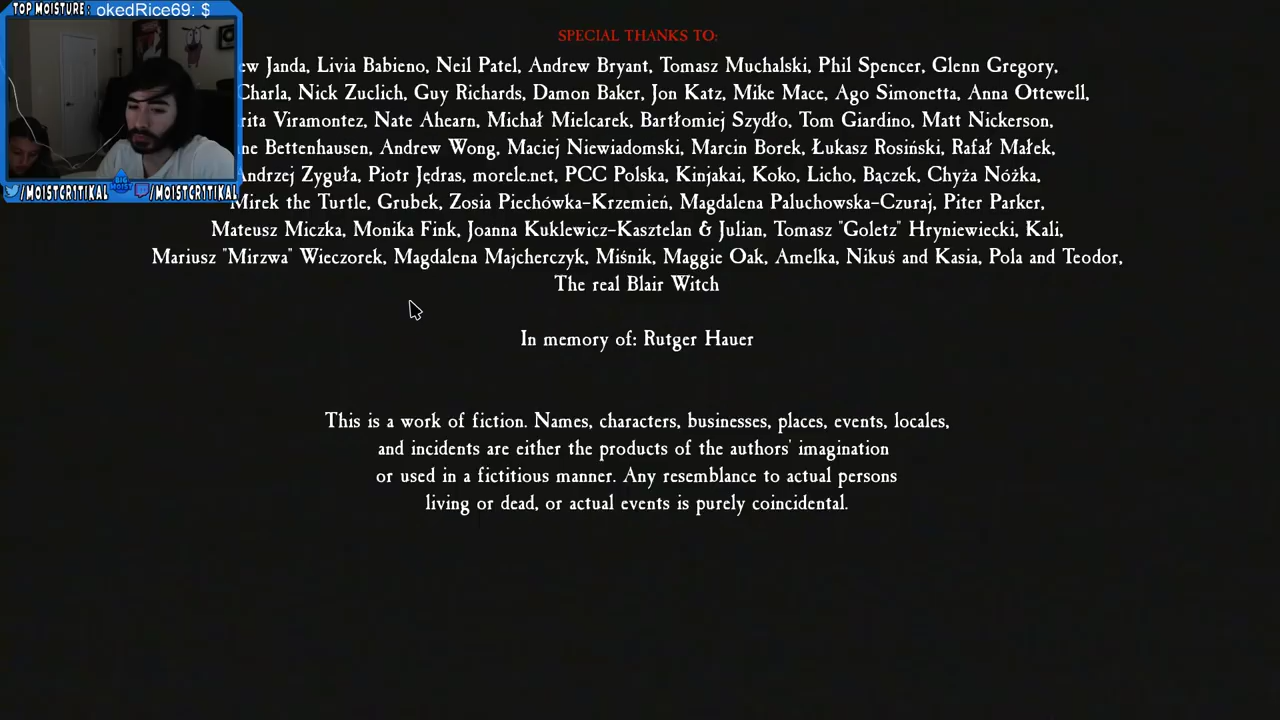 TOP MOISTURE: okedRice69: $
SPECIAL THANKS TO:
Janda, Livia Babieno, Neil Patel, Andrew Bryant, Tomasz Muchalski, Phil Spencer, Glenn Gregory,
Charla, Nick Zuclich, Guy Richards, Damon Baker, Jon Katz, Mike Mace, Ago Simonetta, Anna Ottewell,
Viramontez, Nate Ahearn, Michał Mielcarek, Bartłomiej Szydło, Tom Giardino, Matt Nickerson,
Bettenhausen, Andrew Wong, Maciej Niewiadomski, Marcin Borek, Łukasz Rosiński, Rafał Małek,
Andrzej Zyguła, Piotr Jędras, morele.net, PCC Polska, Kinjakai, Koko, Licho, Bączek, Chyża Nóżka,
/MOISTCR1TIKAL /MOISTCR1TIKAL
BIG MOIST
Mirek the Turtle, Grubek, Zosia Piechówka-Krzemień, Magdalena Paluchowska-Czuraj, Piter Parker,
Mateusz Miczka, Monika Fink, Joanna Kuklewicz-Kasztelan & Julian, Tomasz "Goletz" Hryniewiecki, Kali,
Mariusz "Mirzwa" Wieczorek, Magdalena Majcherczyk, Miśnik, Maggie Oak, Amelka, Nikuś and Kasia, Pola and Teodor,
The real Blair Witch
In memory of: Rutger Hauer
This is a work of fiction. Names, characters, businesses, places, events, locales,
and incidents are either the products of the authors' imagination
or used in a fictitious manner. Any resemblance to actual persons
living or dead, or actual events is purely coincidental.